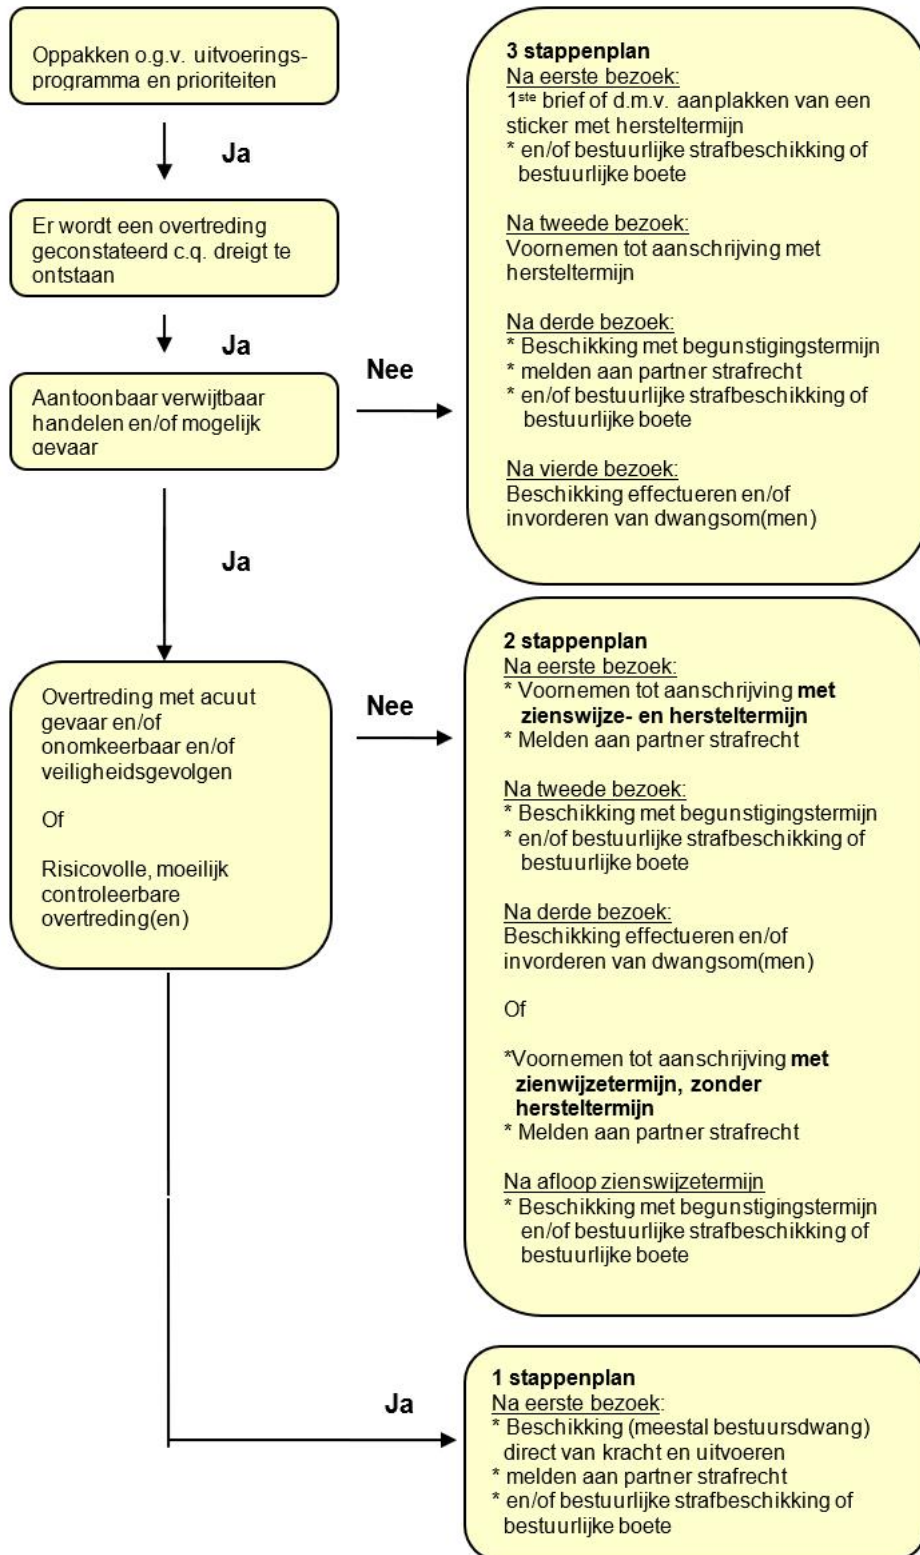 Oppakken o.g.v. uitvoerings-
programma en prioriteiten
Ja
Er wordt een overtreding
geconstateerd c.q. dreigt te
ontstaan
Ja
Aantoonbaar verwijtbaar
handelen en/of mogelijk
gevaar
Nee
3 stappenplan
Na eerste bezoek:
1ste brief of d.m.v. aanplakken van een
sticker met hersteltermijn
* en/of bestuurlijke strafbeschikking of
bestuurlijke boete
Na tweede bezoek:
Voornemen tot aanschrijving met
hersteltermijn
Na derde bezoek:
* Beschikking met begunstigingstermijn
* melden aan partner strafrecht
* en/of bestuurlijke strafbeschikking of
bestuurlijke boete
Na vierde bezoek:
Beschikking effectueren en/of
invorderen van dwangsom(men)
Ja
Overtreding met acuut
gevaar en/of
onomkeerbaar en/of
veiligheidsgevolgen
Of
Risicovolle, moeilijk
controleerbare
overtreding(en)
Nee
2 stappenplan
Na eerste bezoek:
* Voornemen tot aanschrijving met
zienswijze- en hersteltermijn
* Melden aan partner strafrecht
Na tweede bezoek:
* Beschikking met begunstigingstermijn
* en/of bestuurlijke strafbeschikking of
bestuurlijke boete
Na derde bezoek:
Beschikking effectueren en/of
invorderen van dwangsom(men)
Of
*Voornemen tot aanschrijving met
zienwijzetermijn, zonder
hersteltermijn
* Melden aan partner strafrecht
Na afloop zienswijzetermijn
* Beschikking met begunstigingstermijn
en/of bestuurlijke strafbeschikking of
bestuurlijke boete
Ja
1 stappenplan
Na eerste bezoek:
* Beschikking (meestal bestuursdwang)
direct van kracht en uitvoeren
* melden aan partner strafrecht
* en/of bestuurlijke strafbeschikking of
bestuurlijke boete